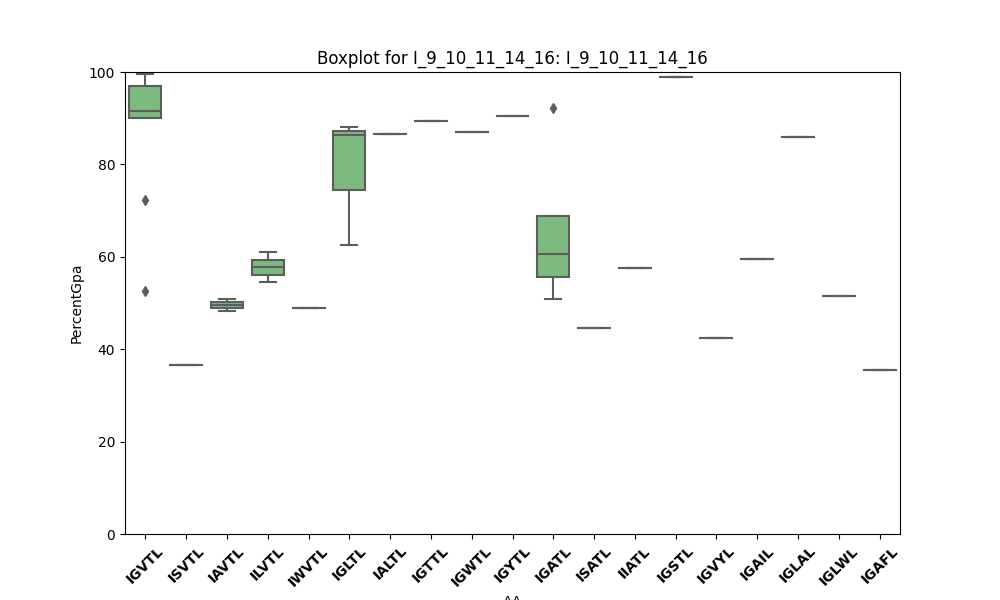 Boxplot for I_9_10_11_14_16: I_9_10_11_14_16
100
80
60
40
20
0
PercentGpa
IGVTL
ISVTL
IAVTL
ILVTL
IWVTL
IGLTL
IALTL
IGTTL
IGWTL
IGYTL
IGATL
ISATL
IIATL
IGSTL
IGVYL
IGAIL
IGLAL
IGLWL
IGAFL
AA